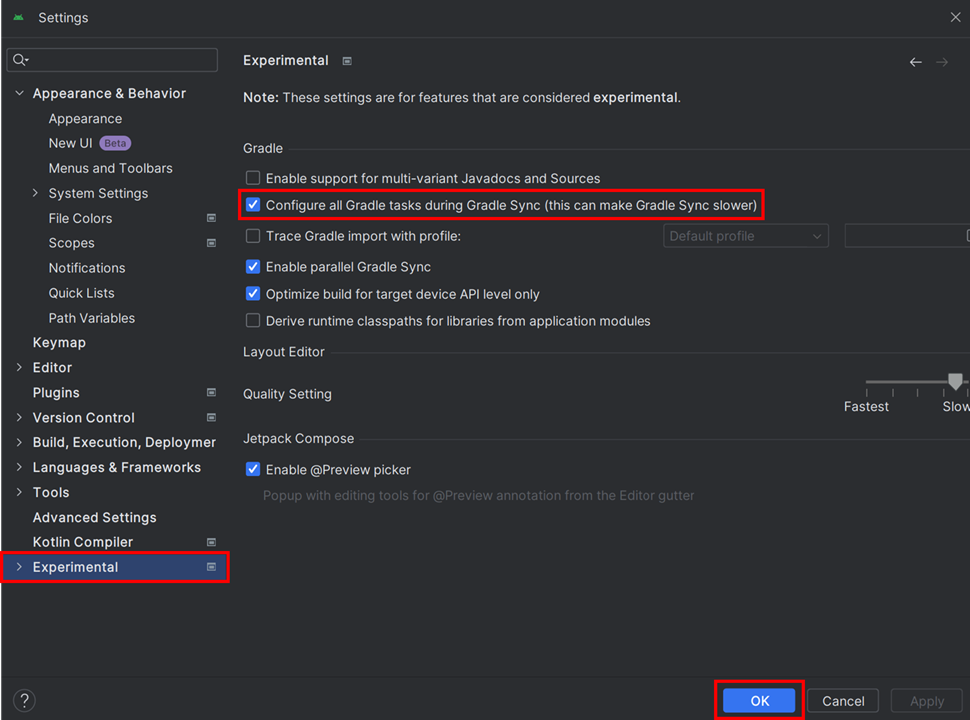 Settings
Appearance & Behavior
Appearance
New UI Beta
Menus and Toolbars
System Settings
File Colors
Scopes
Notifications
Quick Lists
Path Variables
Keymap
Editor
Plugins
Version Control
Build, Execution, Deploymer
Languages & Frameworks
Tools
Advanced Settings
Kotlin Compiler
Experimental
Experimental
Note: These settings are for features that are considered experimental.
Gradle
Enable support for multi-variant Javadocs and Sources
Configure all Gradle tasks during Gradle Sync (this can make Gradle Sync slower)
Trace Gradle import with profile: Default profile
Enable parallel Gradle Sync
Optimize build for target device API level only
Derive runtime classpaths for libraries from application modules
Layout Editor
Quality Setting
Fastest Slow
Jetpack Compose
Enable @Preview picker
Popup with editing tools for @Preview annotation from the Editor gutter
? OK Cancel Apply